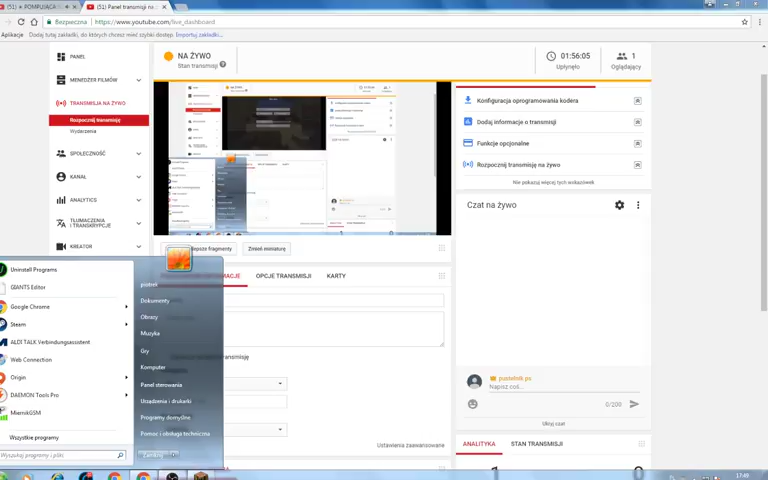 (51) 🔸 POMPUJĄCA
(51) Panel transmisji na ży
Bezpieczna
https://www.youtube.com/live_dashboard
Aplikacje
Dodaj tutaj zakładki, do których chcesz mieć szybki dostęp.
Importuj zakładki...
PANEL
MENEDŻER FILMÓW
TRANSMISJA NA ŻYWO
Rozpocznij transmisję
Wydarzenia
SPOŁECZNOŚĆ
KANAŁ
ANALYTICS
TŁUMACZENIA
I TRANSKRYPCJE
KREATOR
NA ŻYWO
Stan transmisji
01:56:05
Upłynęło
1
Oglądający
Zmień miniaturę
OPCJE TRANSMISJI
KARTY
Ustawienia zaawansowane
Konfiguracja oprogramowania kodera
Dodaj informacje o transmisji
Funkcje opcjonalne
Rozpocznij transmisję na żywo
Nie pokazuj więcej tych wskazówek
Czat na żywo
pastelnik ps
Napisz coś...
0/200
Ukryj czat
ANALITYKA
STAN TRANSMISJI
Uninstall Programs
GIANTS Editor
Google Chrome
Steam
ALDI TALK Verbindungsassistent
Web Connection
Origin
DAEMON Tools Pro
MiernikGSM
Wszystkie programy
Wyszukaj programy i pliki
piotrek
Dokumenty
Obrazy
Muzyka
Gry
Komputer
Panel sterowania
Urządzenia i drukarki
Programy domyślne
Pomoc i obsługa techniczna
Zamknij
17:49